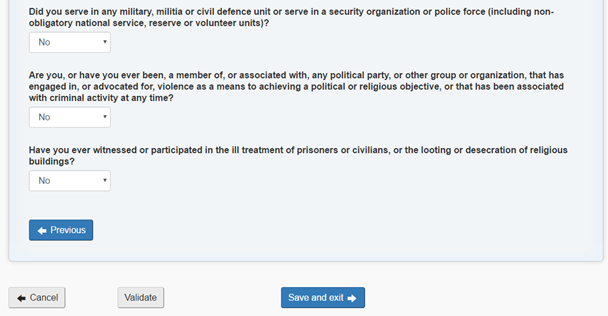 Did you serve in any military, militia or civil defence unit or serve in a security organization or police force (including non-
obligatory national service, reserve or volunteer units)?
No
Are you, or have you ever been, a member of, or associated with, any political party, or other group or organization, that has
engaged in, or advocated for, violence as a means to achieving a political or religious objective, or that has been associated
with criminal activity at any time?
No
Have you ever witnessed or participated in the ill treatment of prisoners or civilians, or the looting or desecration of religious
buildings?
No
Previous
Cancel Validate Save and exit